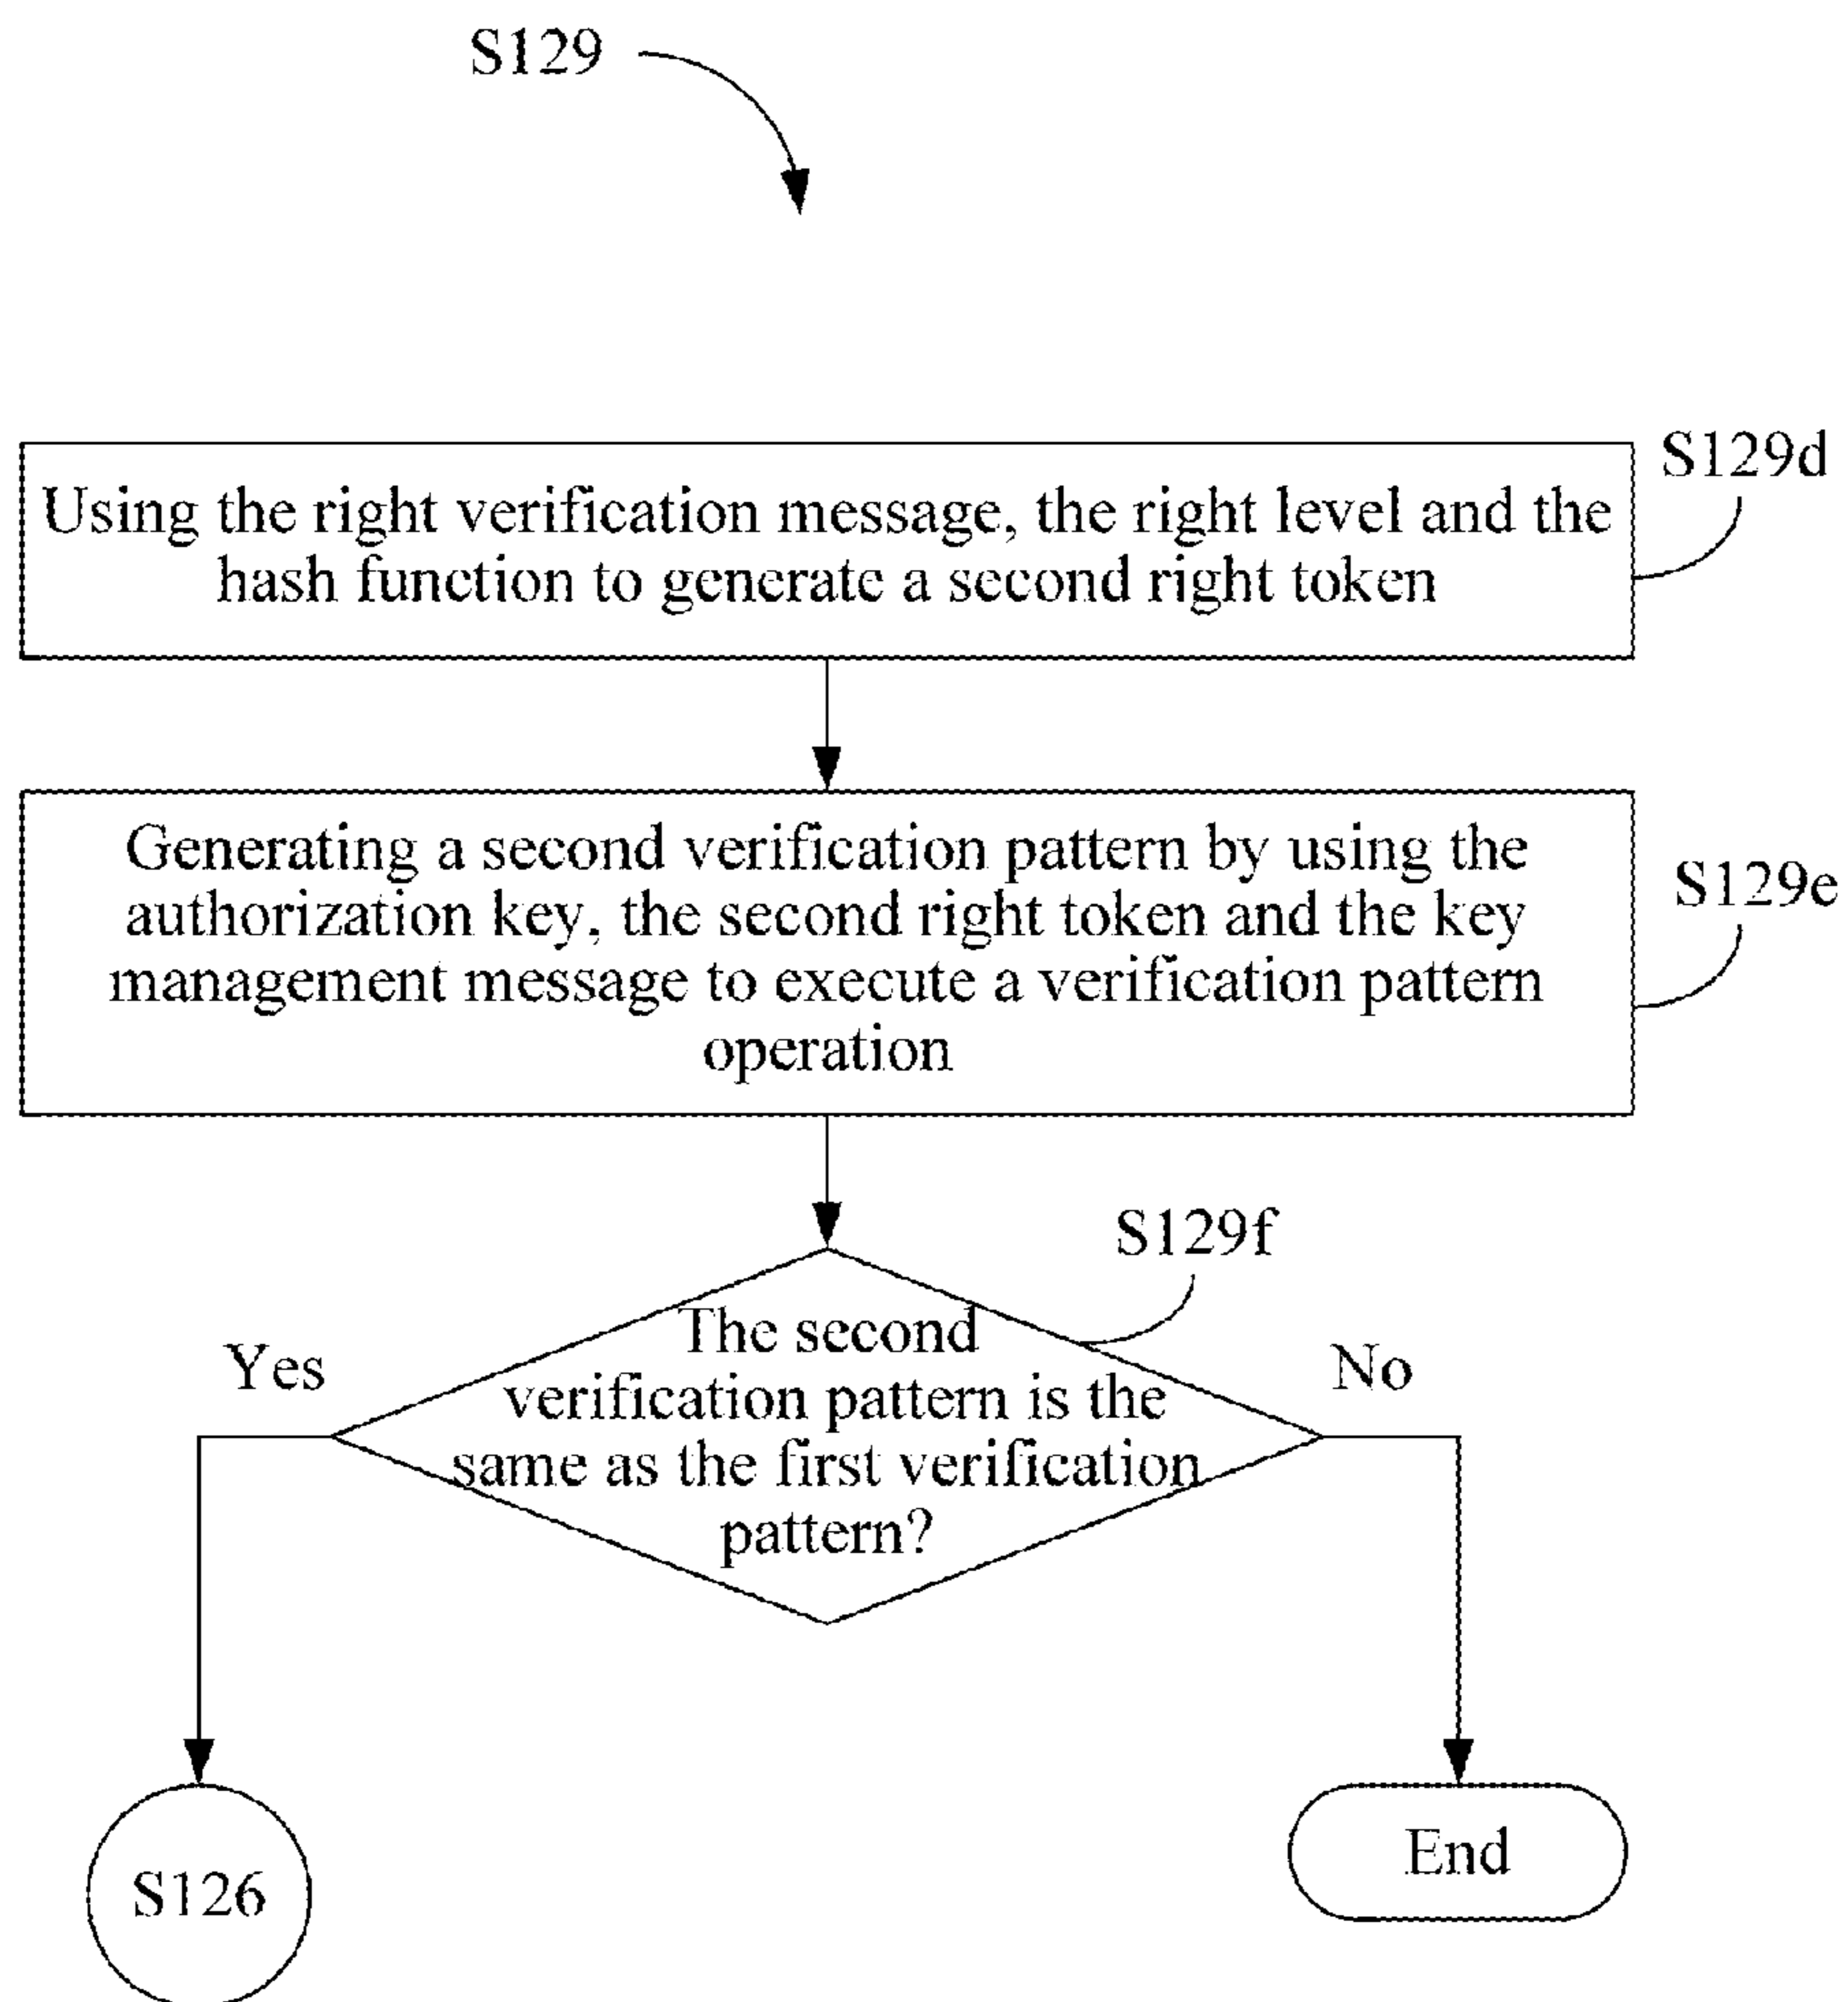 S129
S129d
Using the right verification message, the right level and the
hash function to generate a second right token
S129e
Generating a second verification pattern by using the
authorization key, the second right token and the key
management message to execute a verification pattern
operation
S129f
The second
verification pattern is the
same as the first verification
pattern?
Yes
No
S126
End